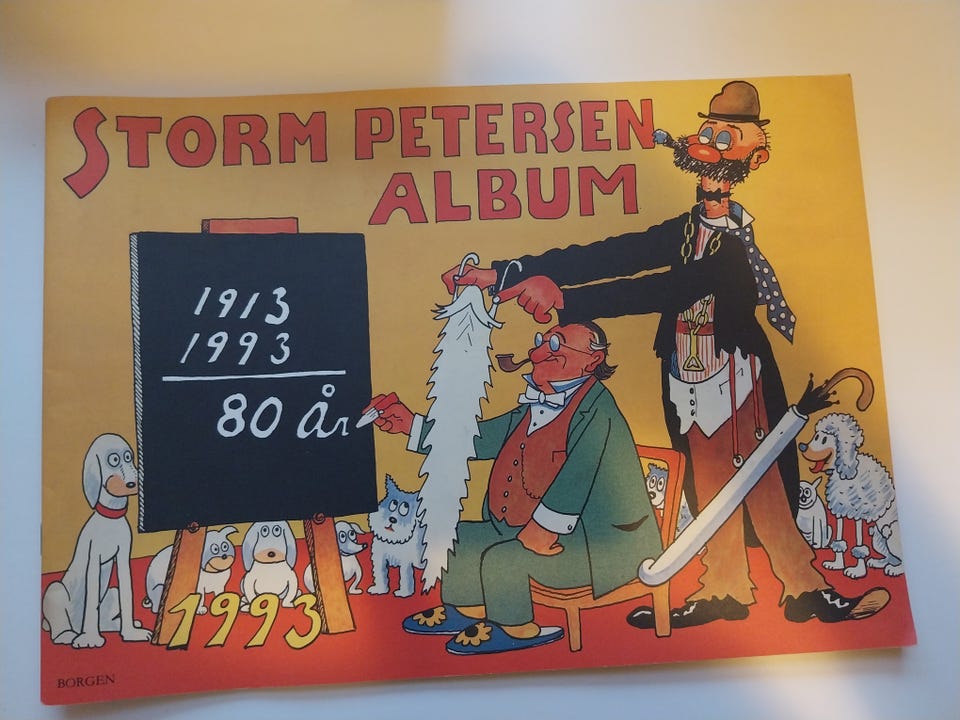 STORM PETERSEN
ALBUM
1913
1993
80 År
1993
BORGEN